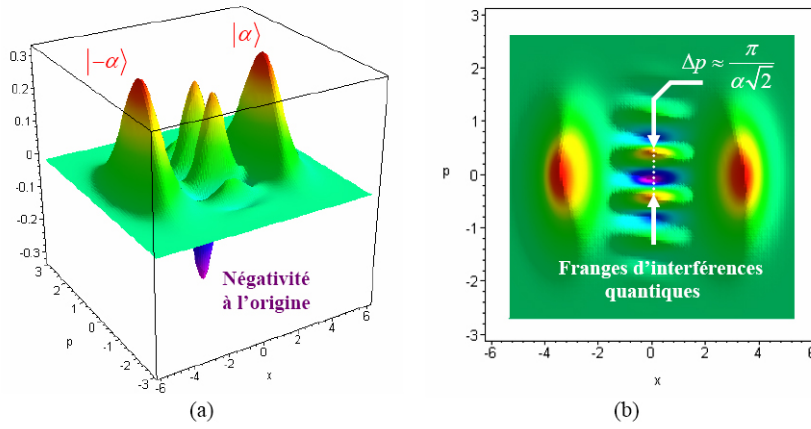 |−α⟩
|α⟩
0.3
0.2
0.1
0
-0.1
-0.2
-0.3
Négativité
à l'origine
3
2
1
0
-1
-2
-3
p
-6
-4
-2
0
2
4
6
x
(a)
Δp ≈ π/(α√2)
3
2
1
p 0
-1
-2
-3
Franges d'interférences
quantiques
-6 -4 -2 0 2 4 6
x
(b)